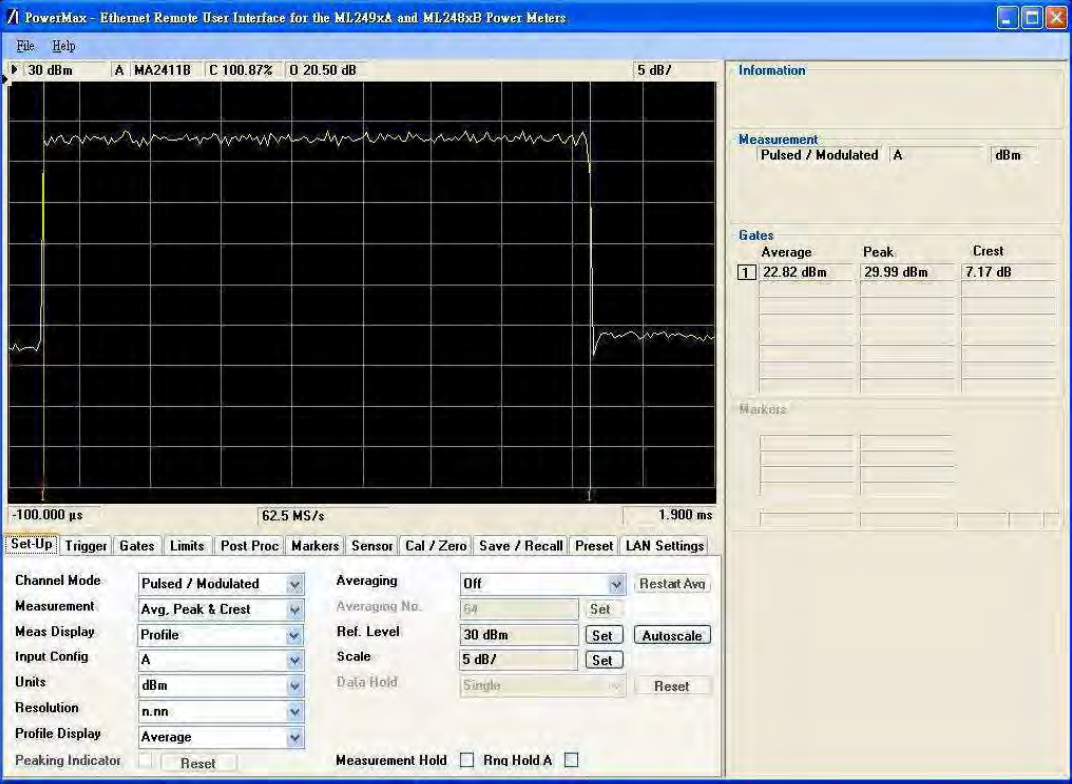 PowerMax - Ethernet Remote User Interface for the ML249xA and ML248xB Power Meters
File Help
30 dBm A MA2411B C 100.87% O 20.50 dB 5 dB/
-100.000 µs 62.5 MS/s 1.900 ms
1 1
Information
Measurement
Pulsed / Modulated A dBm
Gates
Average Peak Crest
1 22.82 dBm 29.99 dBm 7.17 dB
Markers
Set-Up Trigger Gates Limits Post Proc Markers Sensor Cal / Zero Save / Recall Preset LAN Settings
Channel Mode Pulsed / Modulated Averaging Off Restart Avg
Measurement Avg, Peak & Crest Averaging No. 64 Set
Meas Display Profile Ref. Level 30 dBm Set Autoscale
Input Config A Scale 5 dB/ Set
Units dBm Data Hold Single Reset
Resolution n.nn
Profile Display Average
Peaking Indicator Reset Measurement Hold Rng Hold A